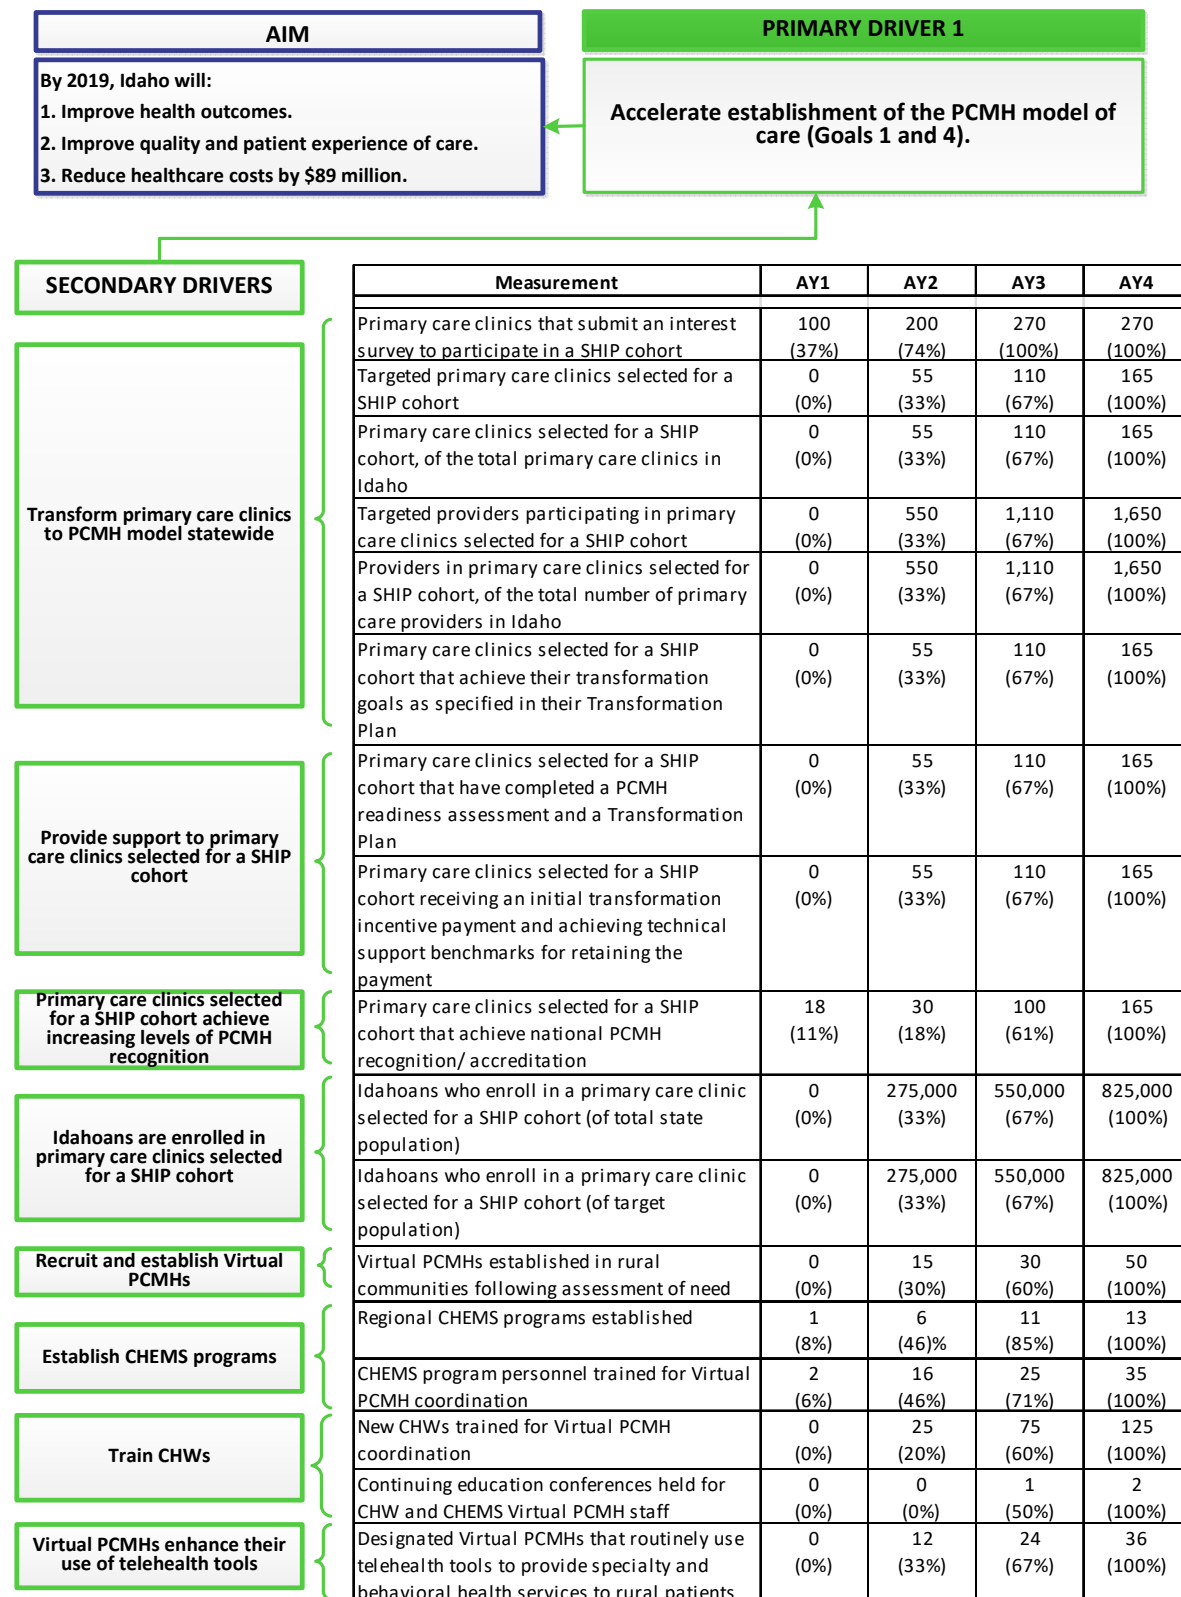 AIM
PRIMARY DRIVER 1
By 2019, Idaho will:
1. Improve health outcomes.
2. Improve quality and patient experience of care.
3. Reduce healthcare costs by $89 million.
Accelerate establishment of the PCMH model of
care (Goals 1 and 4).
SECONDARY DRIVERS
Measurement AY1 AY2 AY3 AY4
Transform primary care clinics
to PCMH model statewide
Primary care clinics that submit an interest 100 200 270 270
survey to participate in a SHIP cohort (37%) (74%) (100%) (100%)
Targeted primary care clinics selected for a 0 55 110 165
SHIP cohort (0%) (33%) (67%) (100%)
Primary care clinics selected for a SHIP 0 55 110 165
cohort, of the total primary care clinics in (0%) (33%) (67%) (100%)
Idaho
Targeted providers participating in primary 0 550 1,110 1,650
care clinics selected for a SHIP cohort (0%) (33%) (67%) (100%)
Providers in primary care clinics selected for 0 550 1,110 1,650
a SHIP cohort, of the total number of primary (0%) (33%) (67%) (100%)
care providers in Idaho
Primary care clinics selected for a SHIP 0 55 110 165
cohort that achieve their transformation (0%) (33%) (67%) (100%)
goals as specified in their Transformation
Plan
Provide support to primary
care clinics selected for a SHIP
cohort
Primary care clinics selected for a SHIP 0 55 110 165
cohort that have completed a PCMH (0%) (33%) (67%) (100%)
readiness assessment and a Transformation
Plan
Primary care clinics selected for a SHIP 0 55 110 165
cohort receiving an initial transformation (0%) (33%) (67%) (100%)
incentive payment and achieving technical
support benchmarks for retaining the
payment
Primary care clinics selected
for a SHIP cohort achieve
increasing levels of PCMH
recognition
Primary care clinics selected for a SHIP 18 30 100 165
cohort that achieve national PCMH (11%) (18%) (61%) (100%)
recognition/ accreditation
Idahoans are enrolled in
primary care clinics selected
for a SHIP cohort
Idahoans who enroll in a primary care clinic 0 275,000 550,000 825,000
selected for a SHIP cohort (of total state (0%) (33%) (67%) (100%)
population)
Idahoans who enroll in a primary care clinic 0 275,000 550,000 825,000
selected for a SHIP cohort (of target (0%) (33%) (67%) (100%)
population)
Recruit and establish Virtual
PCMHs
Virtual PCMHs established in rural 0 15 30 50
communities following assessment of need (0%) (30%) (60%) (100%)
Establish CHEMS programs
Regional CHEMS programs established 1 6 11 13
(8%) (46)% (85%) (100%)
CHEMS program personnel trained for Virtual 2 16 25 35
PCMH coordination (6%) (46%) (71%) (100%)
Train CHWs
New CHWs trained for Virtual PCMH 0 25 75 125
coordination (0%) (20%) (60%) (100%)
Continuing education conferences held for 0 0 1 2
CHW and CHEMS Virtual PCMH staff (0%) (0%) (50%) (100%)
Virtual PCMHs enhance their
use of telehealth tools
Designated Virtual PCMHs that routinely use 0 12 24 36
telehealth tools to provide specialty and (0%) (33%) (67%) (100%)
behavioral health services to rural patients